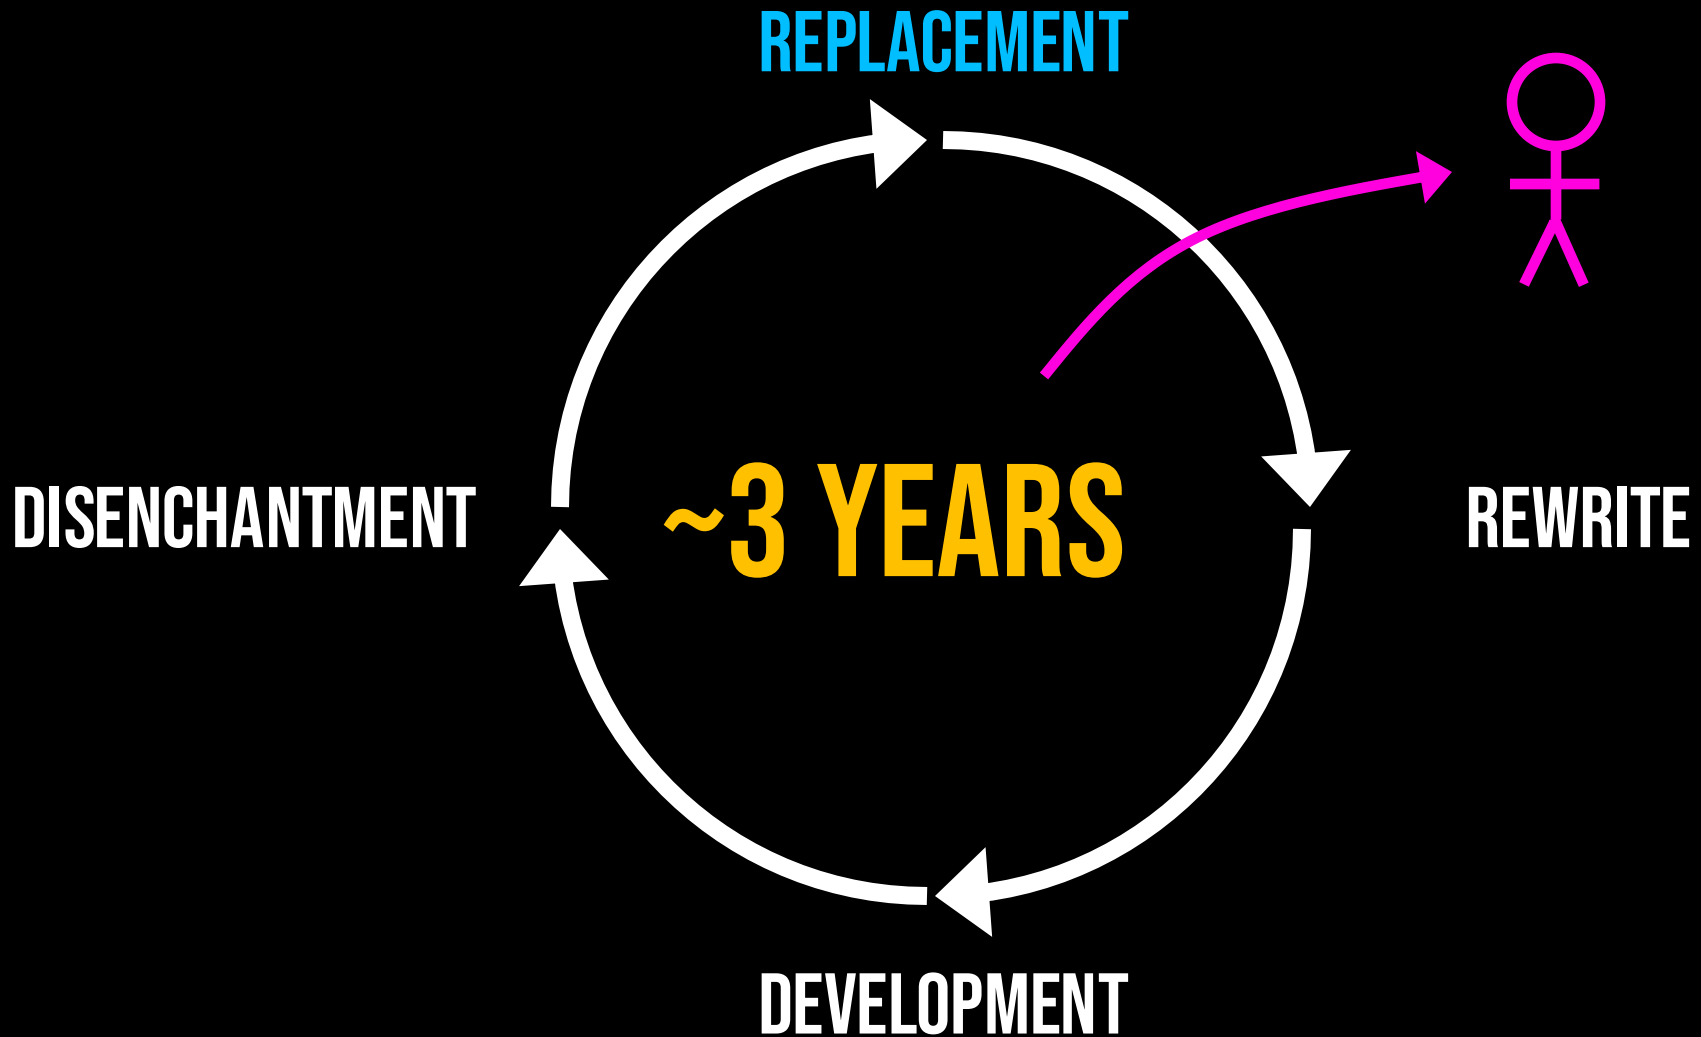 REPLACEMENT
DISENCHANTMENT
~3 YEARS
REWRITE
DEVELOPMENT